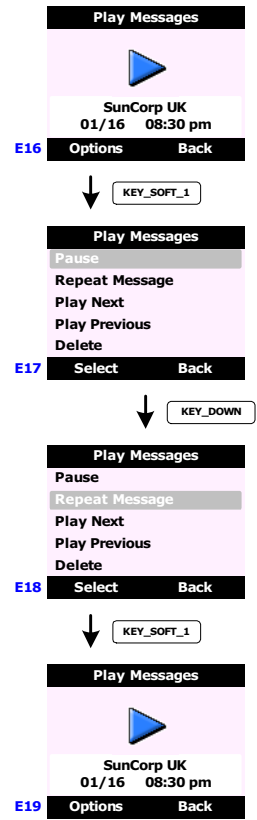 Play Messages
SunCorp UK
01/16 08:30 pm
E16 Options Back
KEY_SOFT_1
Play Messages
Pause
Repeat Message
Play Next
Play Previous
Delete
E17 Select Back
KEY_DOWN
Play Messages
Pause
Repeat Message
Play Next
Play Previous
Delete
E18 Select Back
KEY_SOFT_1
Play Messages
SunCorp UK
01/16 08:30 pm
E19 Options Back